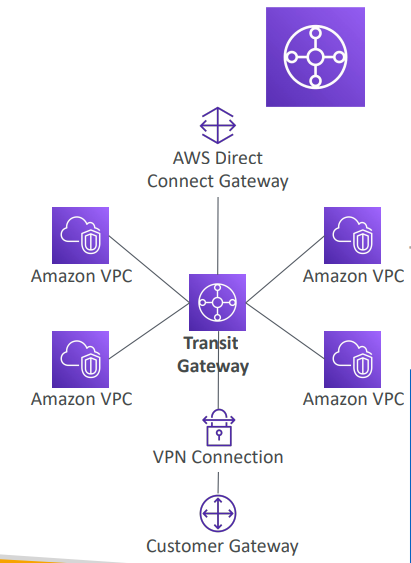 AWS Direct
Connect Gateway
Amazon VPC
Amazon VPC
Transit
Gateway
Amazon VPC
Amazon VPC
VPN Connection
Customer Gateway